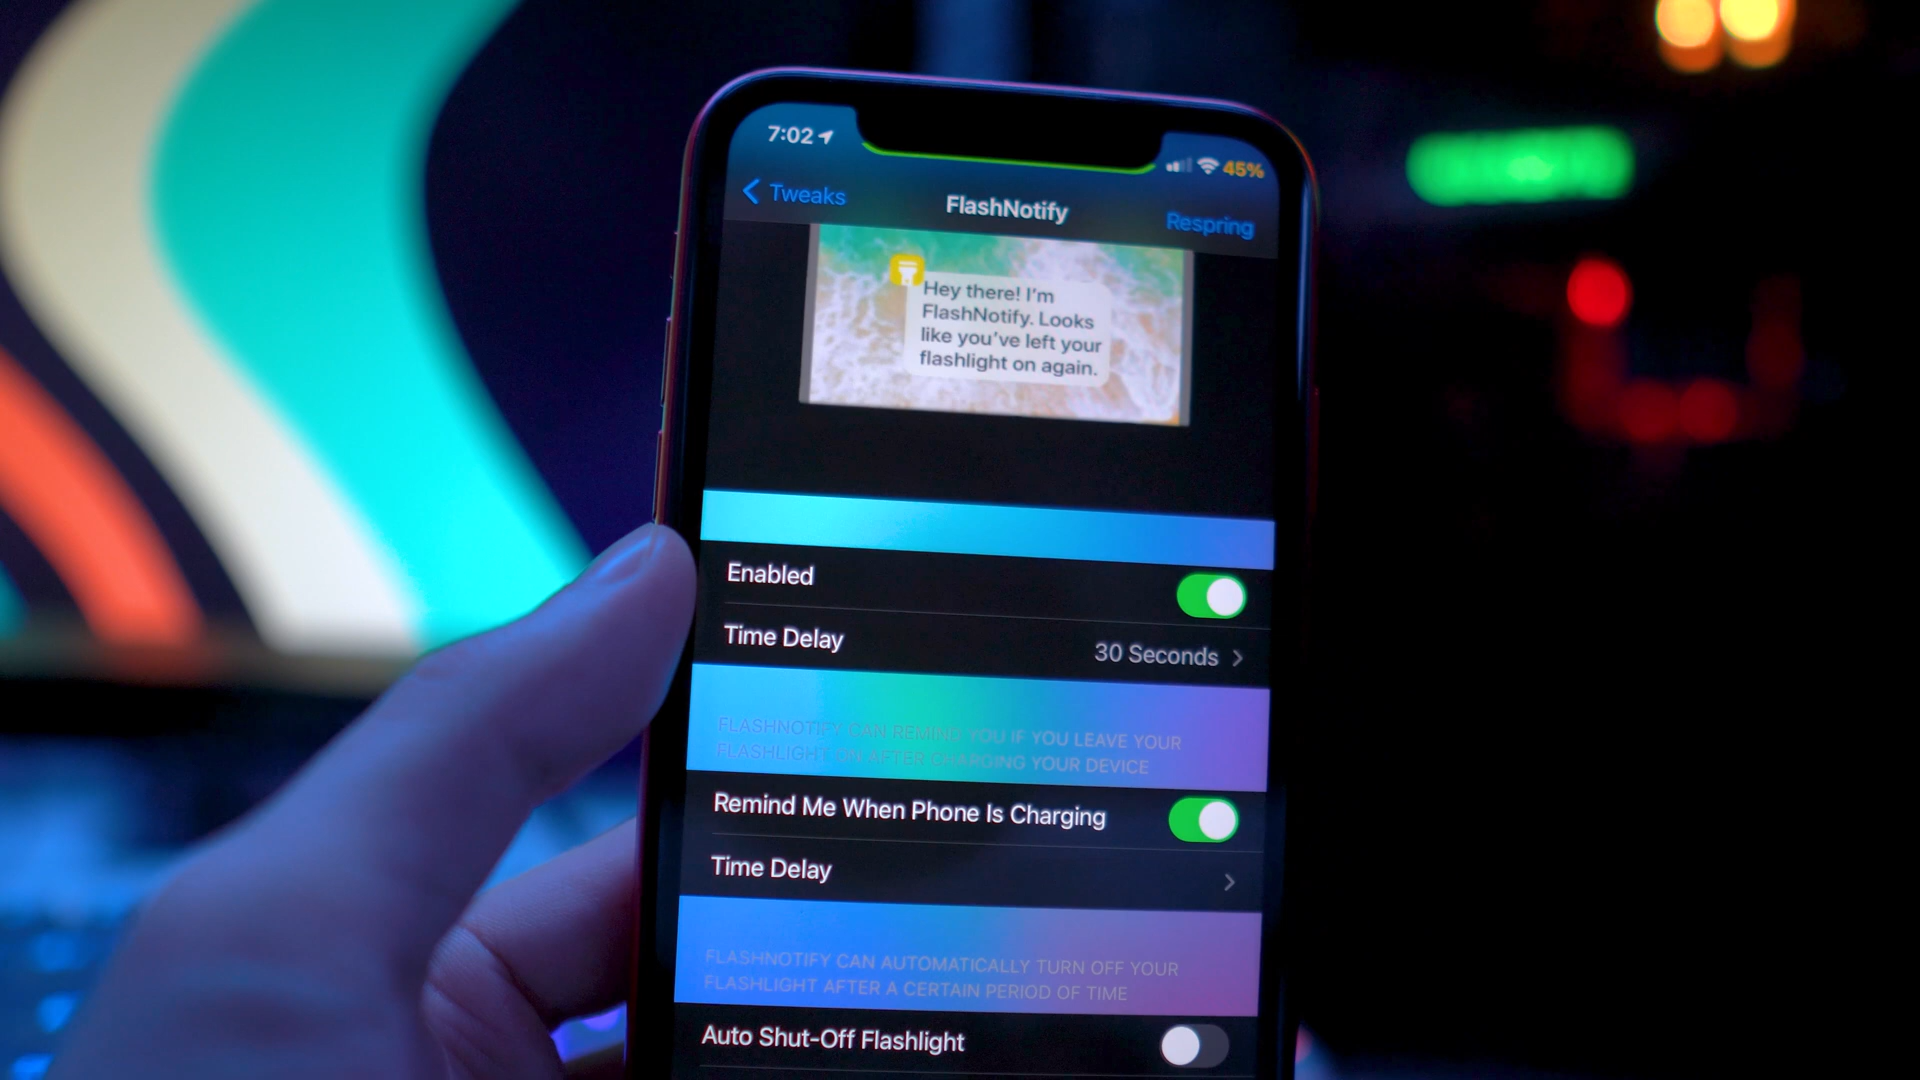 7:02
45%
Tweaks
FlashNotify
Respring
Hey there! I'm
FlashNotify. Looks
like you've left your
flashlight on again.
Enabled
Time Delay
30 Seconds
FLASHNOTIFY CAN REMIND YOU IF YOU LEAVE YOUR
FLASHLIGHT ON AFTER CHARGING YOUR DEVICE
Remind Me When Phone Is Charging
Time Delay
FLASHNOTIFY CAN AUTOMATICALLY TURN OFF YOUR
FLASHLIGHT AFTER A CERTAIN PERIOD OF TIME
Auto Shut-Off Flashlight